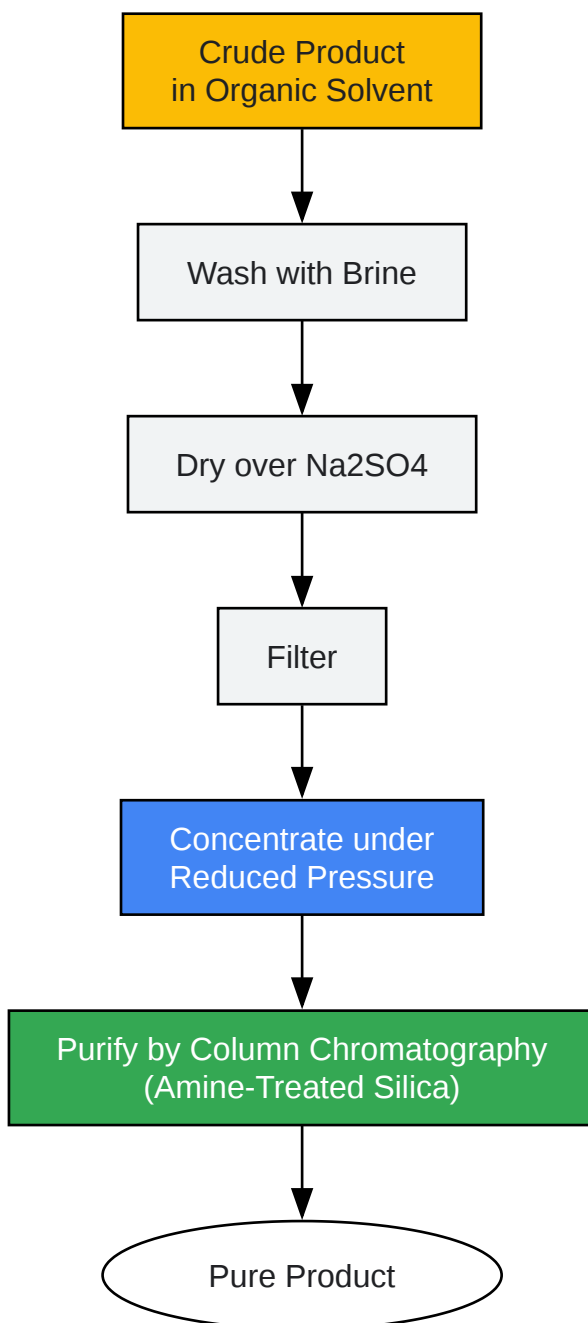 Crude Product
in Organic Solvent
Wash with Brine
Dry over Na2SO4
Filter
Concentrate under
Reduced Pressure
Purify by Column Chromatography
(Amine-Treated Silica)
Pure Product